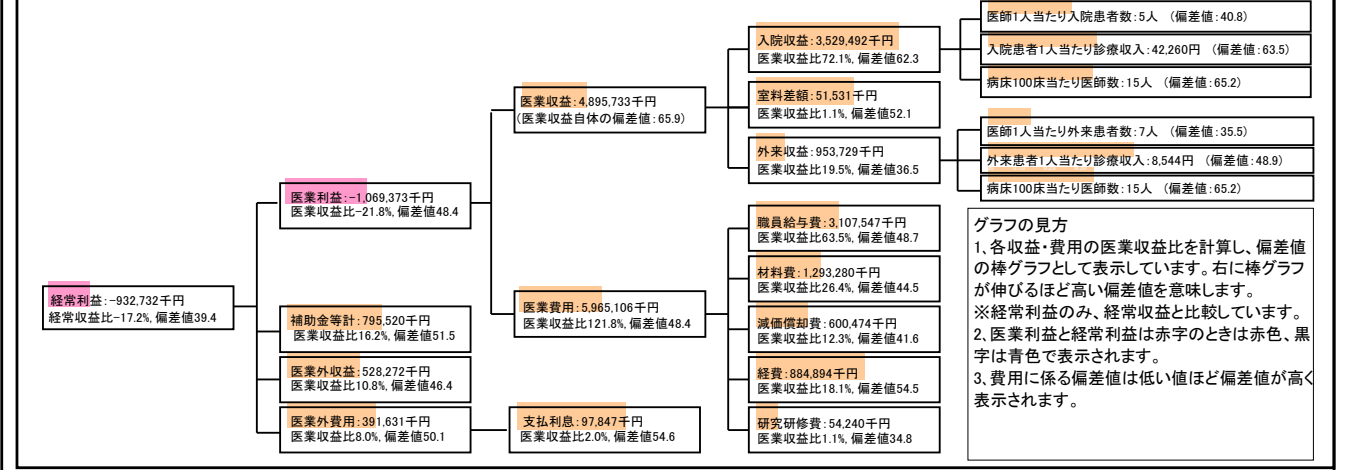 医師1人当たり入院患者数:5人 (偏差値:40.8)
入院収益:3,529,492千円
医業収益比72.1%, 偏差値62.3
入院患者1人当たり診療収入:42,260円 (偏差値:63.5)
病床100床当たり医師数:15人 (偏差値:65.2)
医業収益:4,895,733千円
(医業収益自体の偏差値:65.9)
室料差額:51,531千円
医業収益比1.1%, 偏差値52.1
医師1人当たり外来患者数:7人 (偏差値:35.5)
外来収益:953,729千円
医業収益比19.5%, 偏差値36.5
外来患者1人当たり診療収入:8,544円 (偏差値:48.9)
病床100床当たり医師数:15人 (偏差値:65.2)
医業利益:-1,069,373千円
医業収益比-21.8%, 偏差値48.4
職員給与費:3,107,547千円
医業収益比63.5%, 偏差値48.7
材料費:1,293,280千円
医業収益比26.4%, 偏差値44.5
経常利益:-932,732千円
経常収益比-17.2%, 偏差値39.4
医業費用:5,965,106千円
医業収益比121.8%, 偏差値48.4
補助金等計:795,520千円
医業収益比16.2%, 偏差値51.5
減価償却費:600,474千円
医業収益比12.3%, 偏差値41.6
医業外収益:528,272千円
医業収益比10.8%, 偏差値46.4
経費:884,894千円
医業収益比18.1%, 偏差値54.5
医業外費用:391,631千円
医業収益比8.0%, 偏差値50.1
支払利息:97,847千円
医業収益比2.0%, 偏差値54.6
研究研修費:54,240千円
医業収益比1.1%, 偏差値34.8
グラフの見方
1、各収益・費用の医業収益比を計算し、偏差値
の棒グラフとして表示しています。右に棒グラフ
が伸びるほど高い偏差値を意味します。
※経常利益のみ、経常収益と比較しています。
2、医業利益と経常利益は赤字のときは赤色、黒
字は青色で表示されます。
3、費用に係る偏差値は低い値ほど偏差値が高く
表示されます。